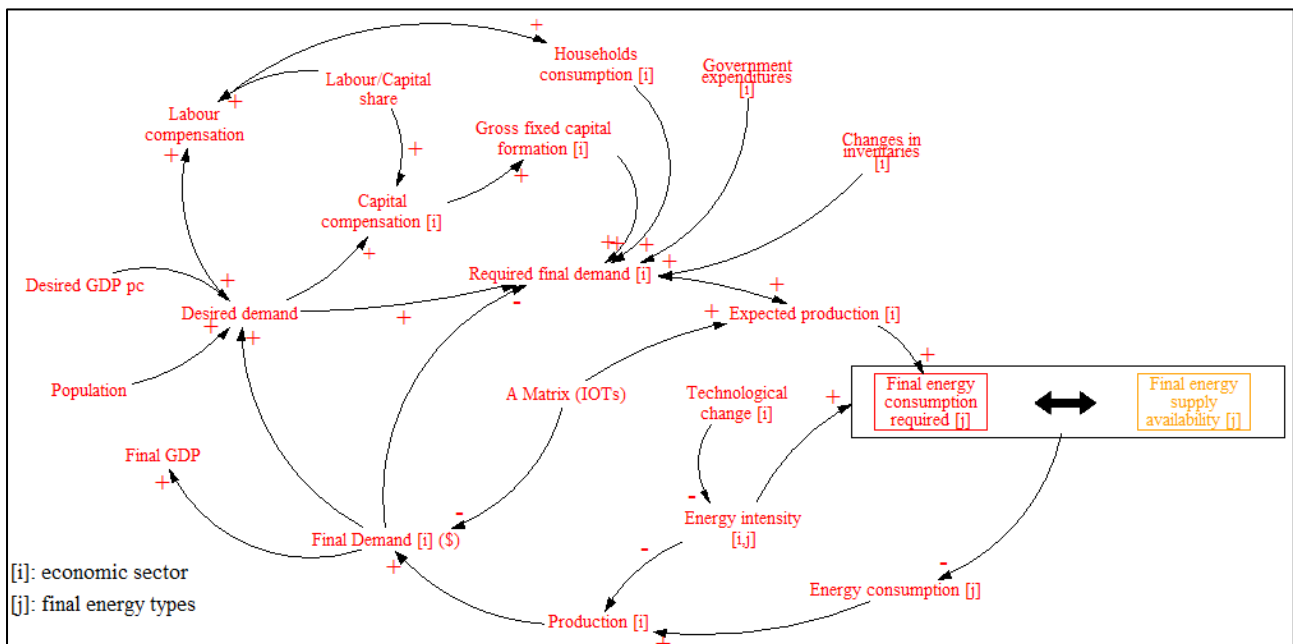 Households
consumption [i]
Government
expenditures
[i]
Labour/Capital
share
Labour
compensation
Gross fixed capital
formation [i]
Changes in
inventaries
[i]
Capital
compensation [i]
Desired GDP pc
Required final demand [i]
Desired demand
Expected production [i]
Population
A Matrix (IOTs)
Technological
change [i]
Final energy
consumption
required [j]
Final energy
supply
availability [j]
Final GDP
Final Demand [i] ($)
Energy intensity
[i,j]
[i]: economic sector
[j]: final energy types
Energy consumption [j]
Production [i]